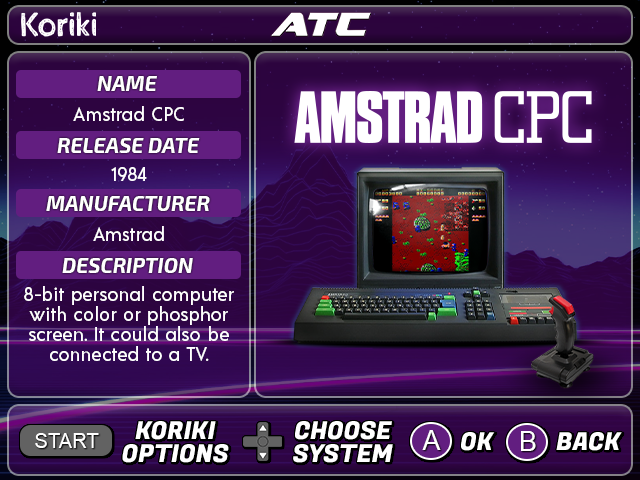 Koriki
ATC
NAME
Amstrad CPC
RELEASE DATE
1984
MANUFACTURER
Amstrad
DESCRIPTION
8-bit personal computer
with color or phosphor
screen. It could also be
connected to a TV.
AMSTRAD CPC
START
KORIKI
OPTIONS
CHOOSE
SYSTEM
A
OK
B
BACK